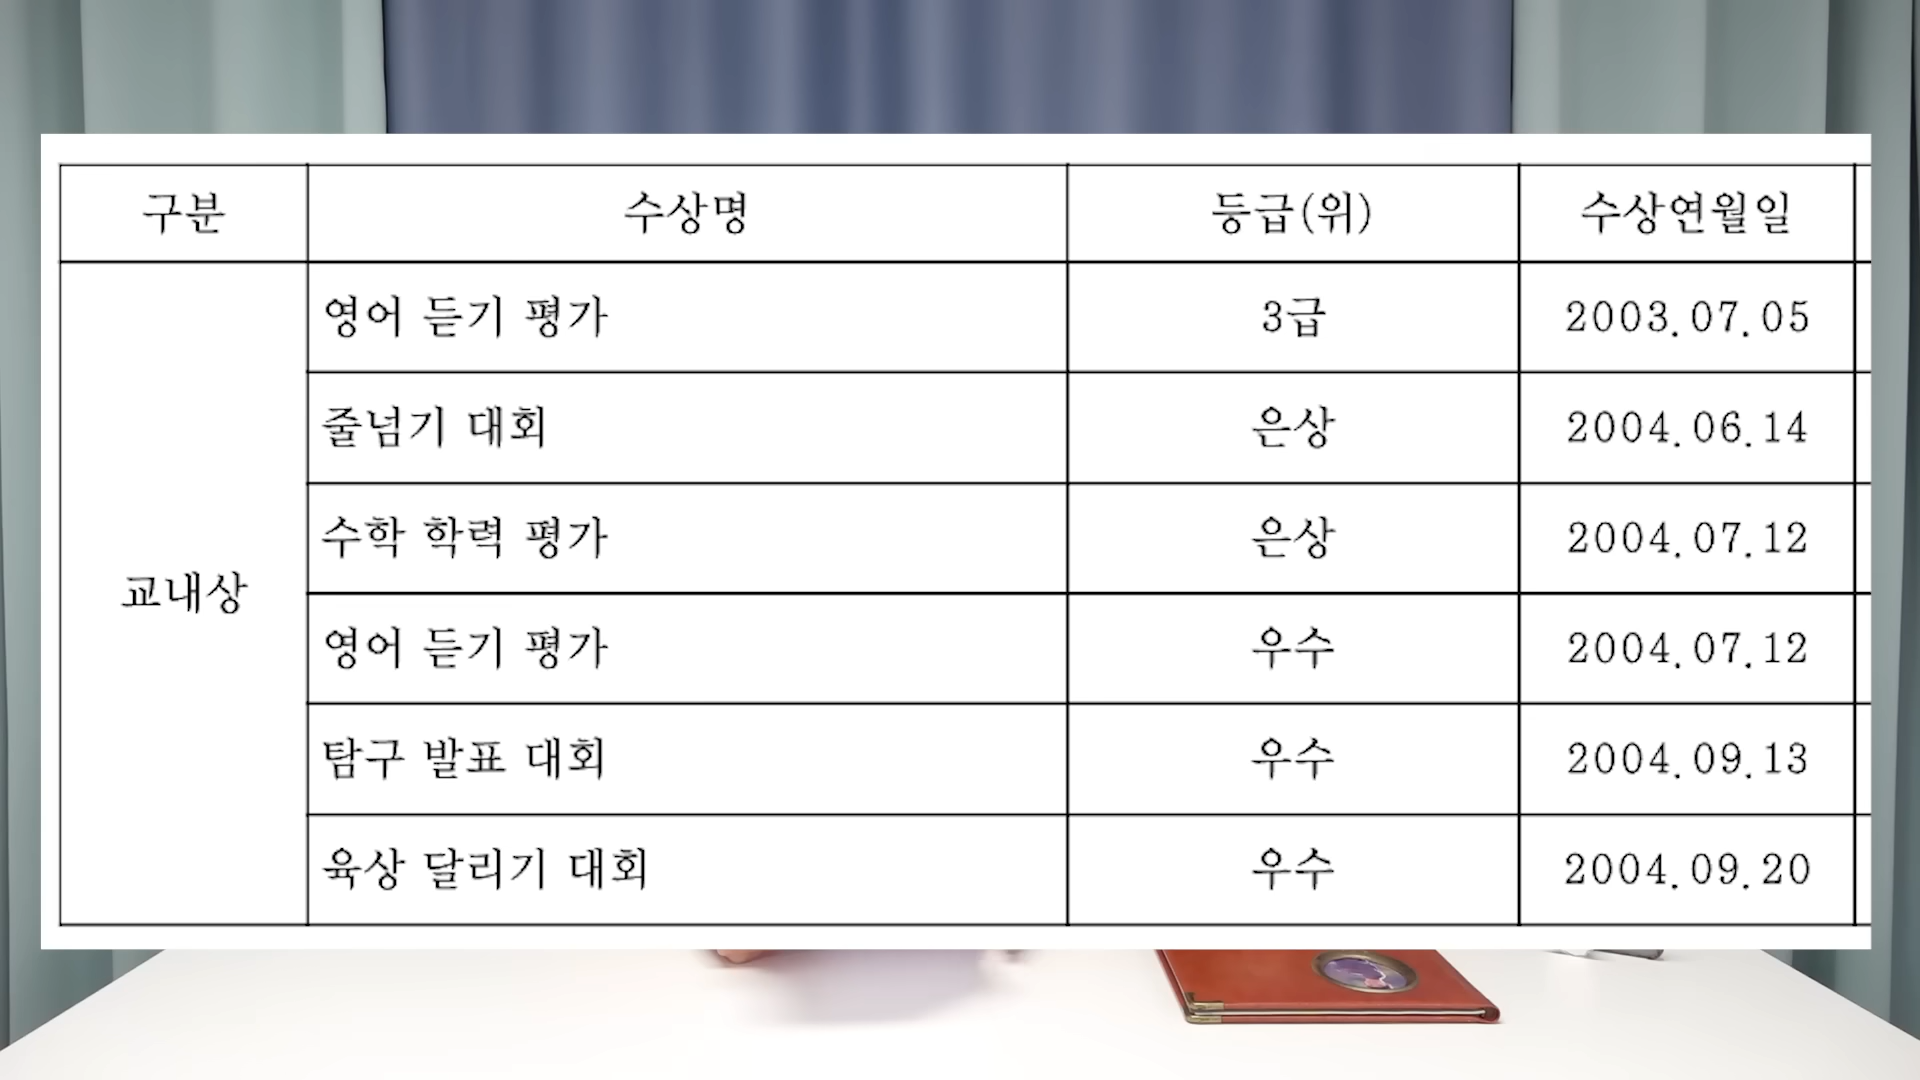 구분 수상명 등급(위) 수상연월일
교내상
영어 듣기 평가 3급 2003.07.05
줄넘기 대회 은상 2004.06.14
수학 학력 평가 은상 2004.07.12
영어 듣기 평가 우수 2004.07.12
탐구 발표 대회 우수 2004.09.13
육상 달리기 대회 우수 2004.09.20